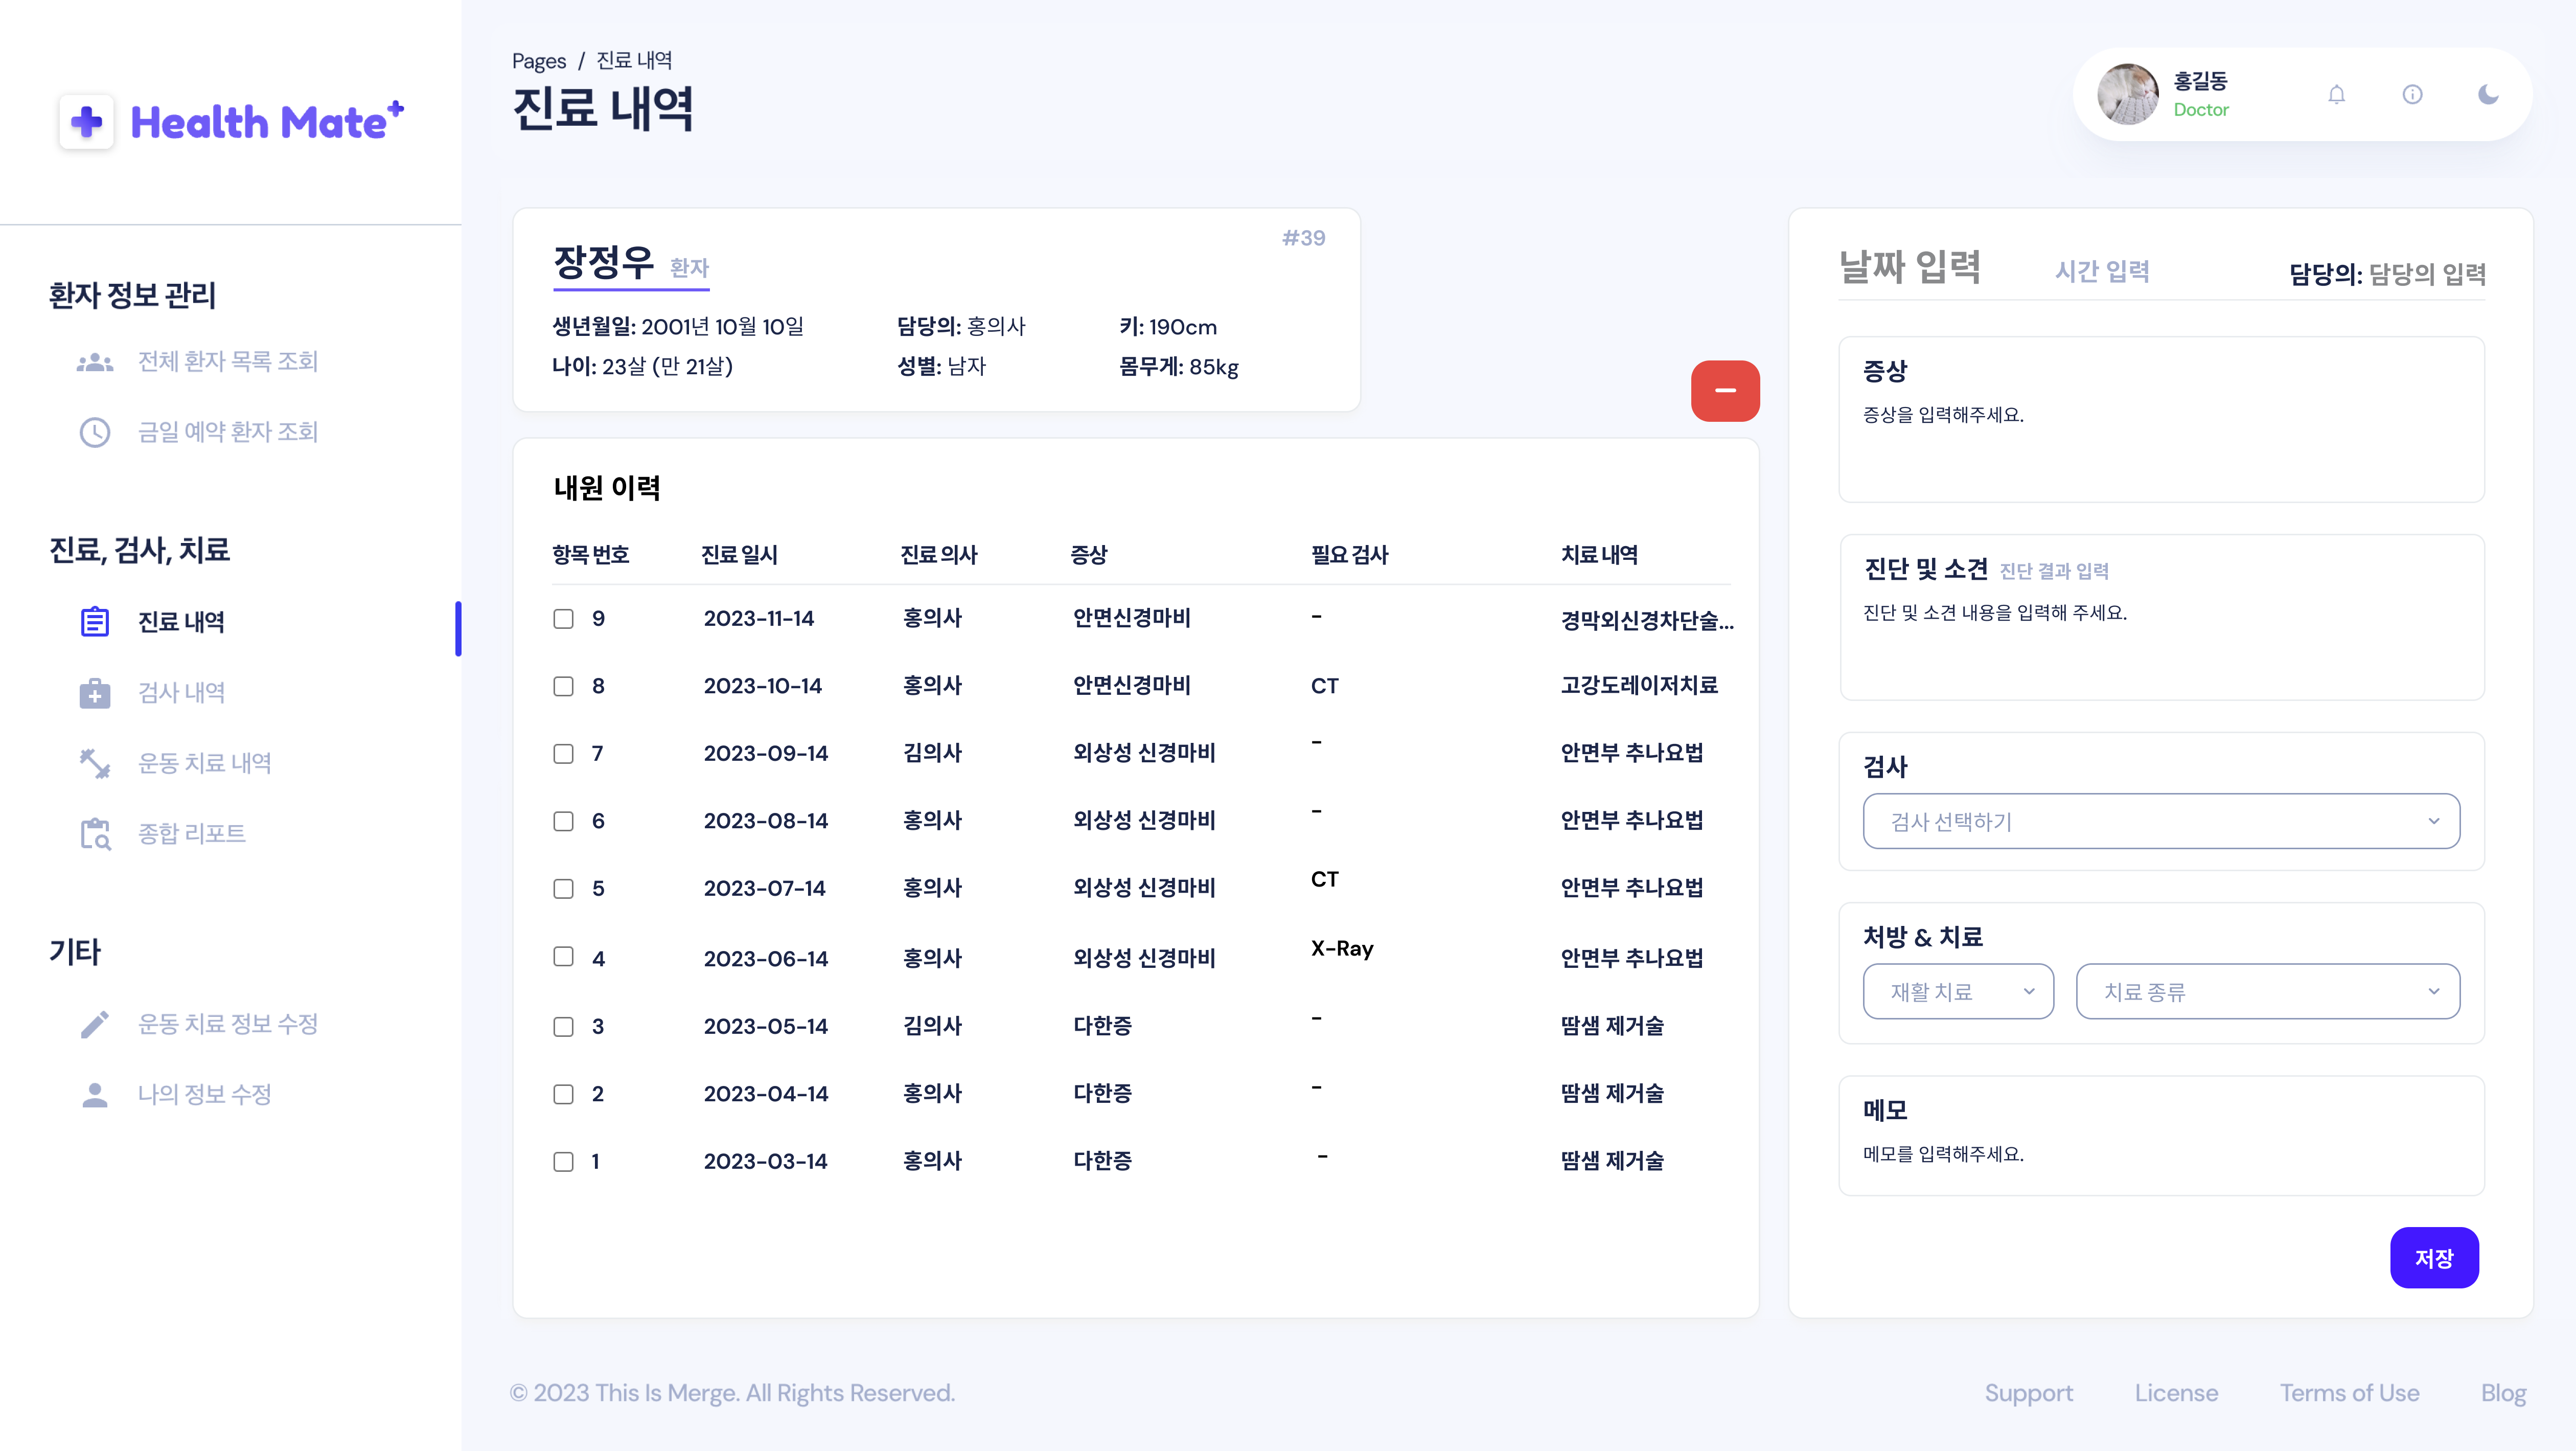 Health Mate+
환자 정보 관리
전체 환자 목록 조회
금일 예약 환자 조회
진료, 검사, 치료
진료 내역
검사 내역
운동 치료 내역
종합 리포트
기타
운동 치료 정보 수정
나의 정보 수정
Pages / 진료 내역
진료 내역
홍길동
Doctor
#39
장정우 환자
생년월일: 2001년 10월 10일 담당의: 홍의사 키: 190cm
나이: 23살 (만 21살) 성별: 남자 몸무게: 85kg
내원 이력
항목 번호 진료 일시 진료 의사 증상 필요 검사 치료 내역
9 2023-11-14 홍의사 안면신경마비 - 경막외신경차단술...
8 2023-10-14 홍의사 안면신경마비 CT 고강도레이저치료
7 2023-09-14 김의사 외상성 신경마비 - 안면부 추나요법
6 2023-08-14 홍의사 외상성 신경마비 - 안면부 추나요법
5 2023-07-14 홍의사 외상성 신경마비 CT 안면부 추나요법
4 2023-06-14 홍의사 외상성 신경마비 X-Ray 안면부 추나요법
3 2023-05-14 김의사 다한증 - 땀샘 제거술
2 2023-04-14 홍의사 다한증 - 땀샘 제거술
1 2023-03-14 홍의사 다한증 - 땀샘 제거술
날짜 입력 시간 입력 담당의: 담당의 입력
증상
증상을 입력해주세요.
진단 및 소견 진단 결과 입력
진단 및 소견 내용을 입력해 주세요.
검사
검사 선택하기
처방 & 치료
재활 치료 치료 종류
메모
메모를 입력해주세요.
저장
© 2023 This Is Merge. All Rights Reserved.
Support License Terms of Use Blog